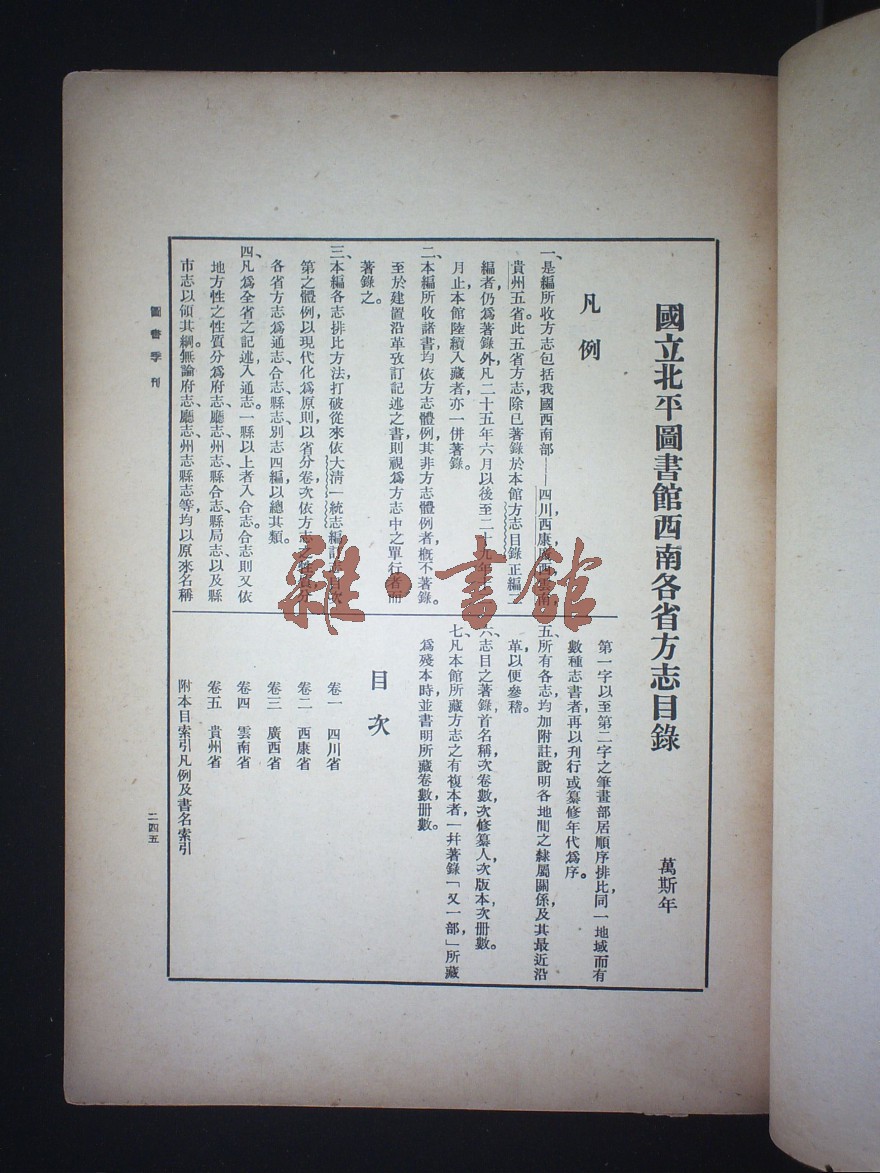 國立北平圖書館西南各省方志目錄
萬斯年
凡例
一、是編所收方志包括我國西南部——四川,西康,廣西,雲南,
貴州五省。此五省方志,除已著錄於本館方志目錄正編二
編者,仍爲著錄外,凡二十五年六月以後至二十九年十
月止本館陸續入藏者,亦一併著錄。
二、本編所收諸書均依方志體例,其非方志體例者,概不著錄。
至於建置沿革攷訂記述之書,則視爲方志中之單行者而
著錄之。
三、本編各志排比方法,打破從來依大清一統志編訂目次
第之體例,以現代化爲原則,以省分卷,次依方志之性質,分
各省方志爲通志、合志、縣志、別志四編,以總其類。
四、凡爲全省之記述,入通志。一縣以上者入合志。合志則又依
地方性之性質分爲府志、廳志、州志、縣合志、縣局志以及縣
市志以領其綱。無論府志、廳志、州志、縣志等,均以原來名稱
第一字以至第二字之筆畫部居順序排比,同一地域而有
數種志書者,再以刊行或纂修年代爲序。
五、所有各志均加附註,說明各地間之隸屬關係,及其最近沿
革,以便參稽。
六、志目之著錄,首名稱,次卷數,次修纂人,次版本,次冊數。
七、凡本館所藏方志之有複本者,一幷著錄「又一部」,所藏
爲殘本時,並書明所藏卷數冊數。
目次
卷一 四川省
卷二 西康省
卷三 廣西省
卷四 雲南省
卷五 貴州省
附本目索引凡例及書名索引
圖書季刊
二四五
雜·書館